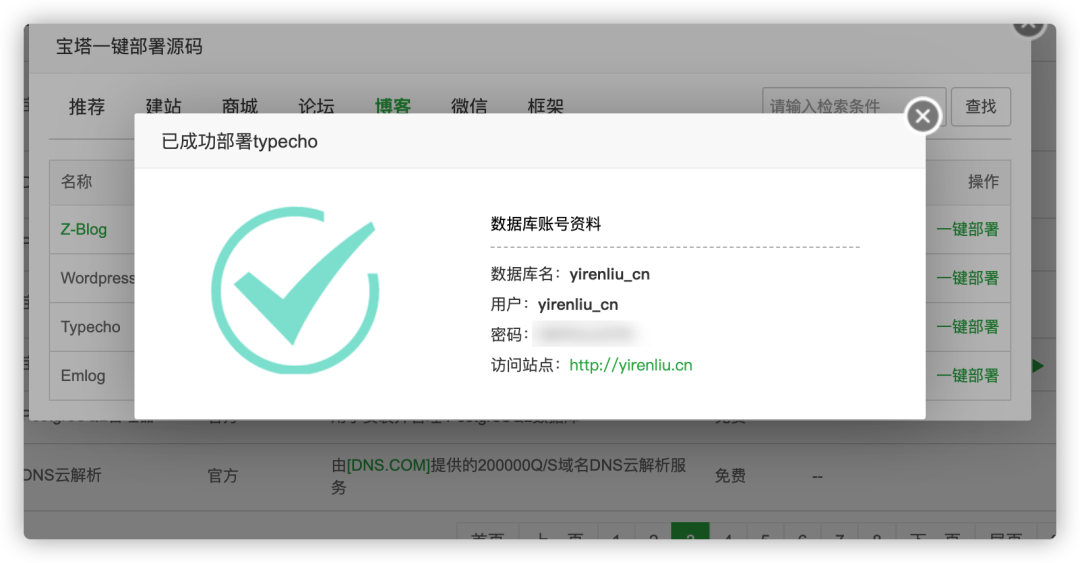 宝塔一键部署源码
推荐 建站 商城 论坛 博客 微信 框架 请输入检索条件 查找
已成功部署typecho
名称 操作
数据库账号资料
Z-Blog 一键部署
数据库名：yirenliu_cn
Wordpress 一键部署
用户：yirenliu_cn
Typecho 一键部署
密码：
访问站点：http://yirenliu.cn
Emlog 一键部署
DNS云解析 官方 由[DNS.COM]提供的200000Q/S域名DNS云解析服务 免费 --
首页 上一页 1 2 3 4 5 6 7 8 下一页 尾页